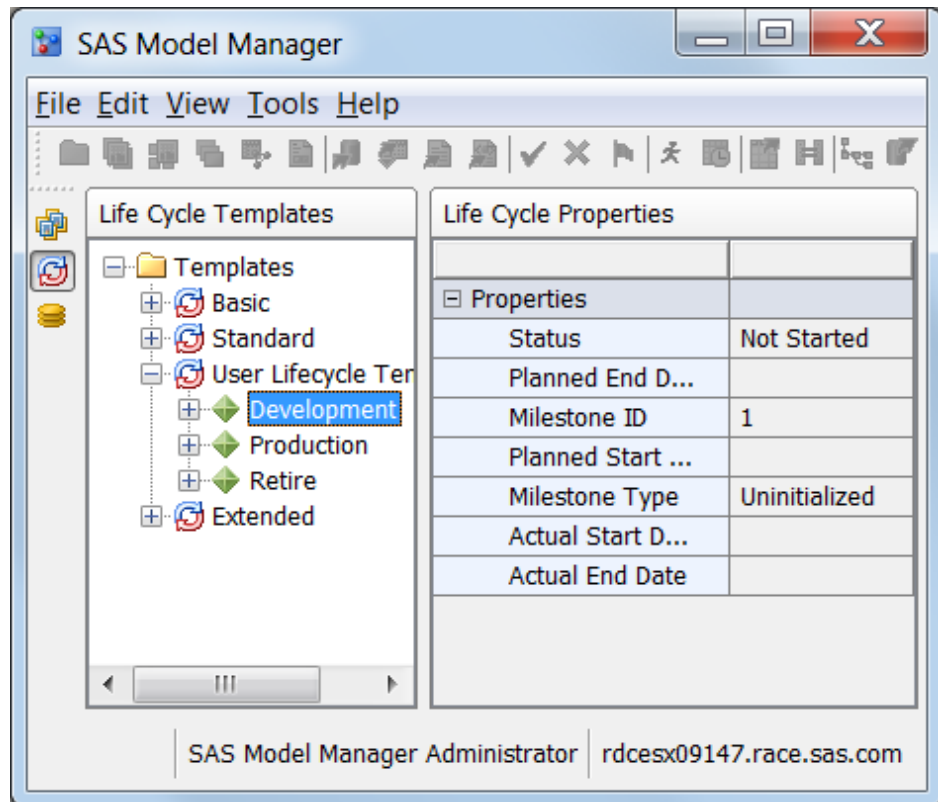 SAS Model Manager
File Edit View Tools Help
Life Cycle Templates
Templates
Basic
Standard
User Lifecycle Ter
Development
Production
Retire
Extended
Life Cycle Properties
Properties
Status Not Started
Planned End D...
Milestone ID 1
Planned Start ...
Milestone Type Uninitialized
Actual Start D...
Actual End Date
SAS Model Manager Administrator rdcesx09147.race.sas.com